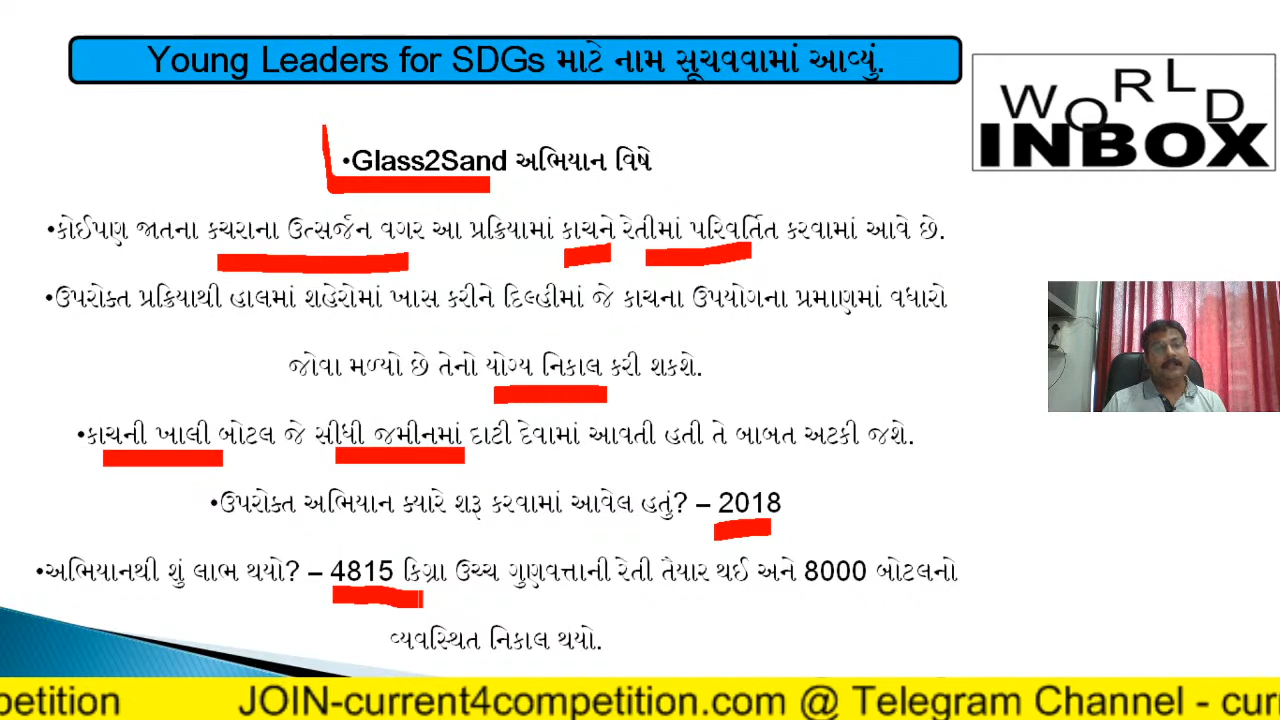 Young Leaders for SDGs માટે નામ સૂચવવામાં આવ્યું.
WORLD
INBOX
•Glass2Sand અભિયાન વિષે
•કોઈપણ જાતના કચરાના ઉત્સર્જન વગર આ પ્રક્રિયામાં કાચને રેતીમાં પરિવર્તિત કરવામાં આવે છે.
•ઉપરોક્ત પ્રક્રિયાથી હાલમાં શહેરોમાં ખાસ કરીને દિલ્હીમાં જે કાચના ઉપયોગના પ્રમાણમાં વધારો
જોવા મળ્યો છે તેનો યોગ્ય નિકાલ કરી શકશે.
•કાચની ખાલી બોટલ જે સીધી જમીનમાં દાટી દેવામાં આવતી હતી તે બાબત અટકી જશે.
•ઉપરોક્ત અભિયાન ક્યારે શરૂ કરવામાં આવેલ હતું? – 2018
•અભિયાનથી શું લાભ થયો? – 4815 કિગ્રા ઉચ્ચ ગુણવત્તાની રેતી તૈયાર થઈ અને 8000 બોટલનો
વ્યવસ્થિત નિકાલ થયો.
petition JOIN-current4competition.com @ Telegram Channel - cur